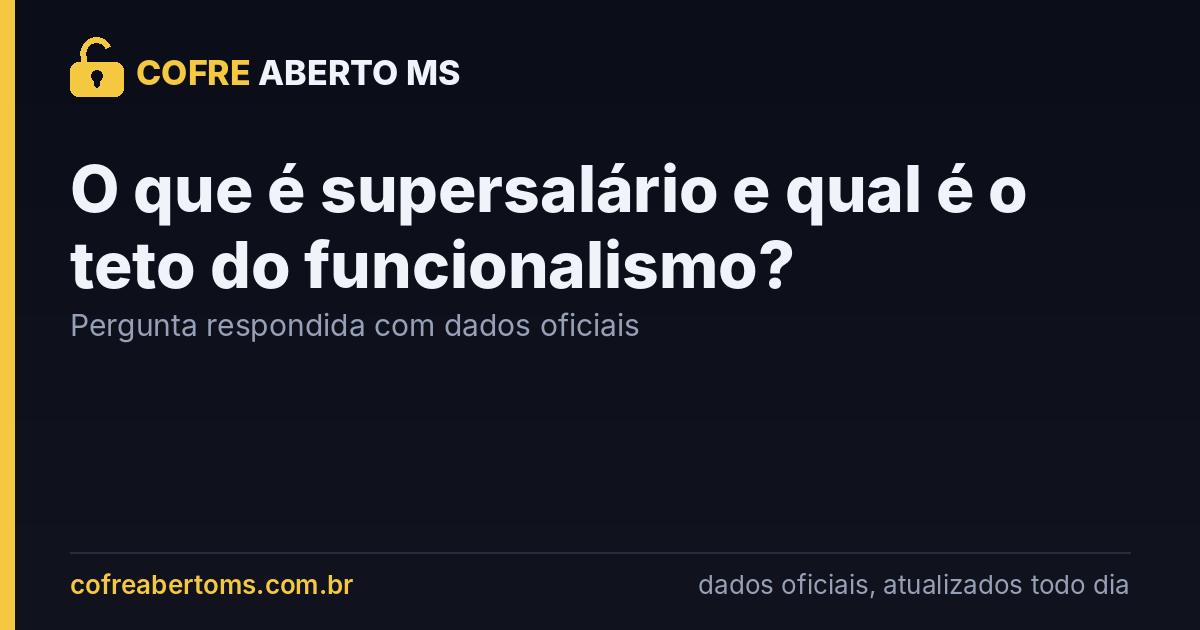 COFRE ABERTO MS
O que é supersalário e qual é o
teto do funcionalismo?
Pergunta respondida com dados oficiais
cofreabertoms.com.br
dados oficiais, atualizados todo dia